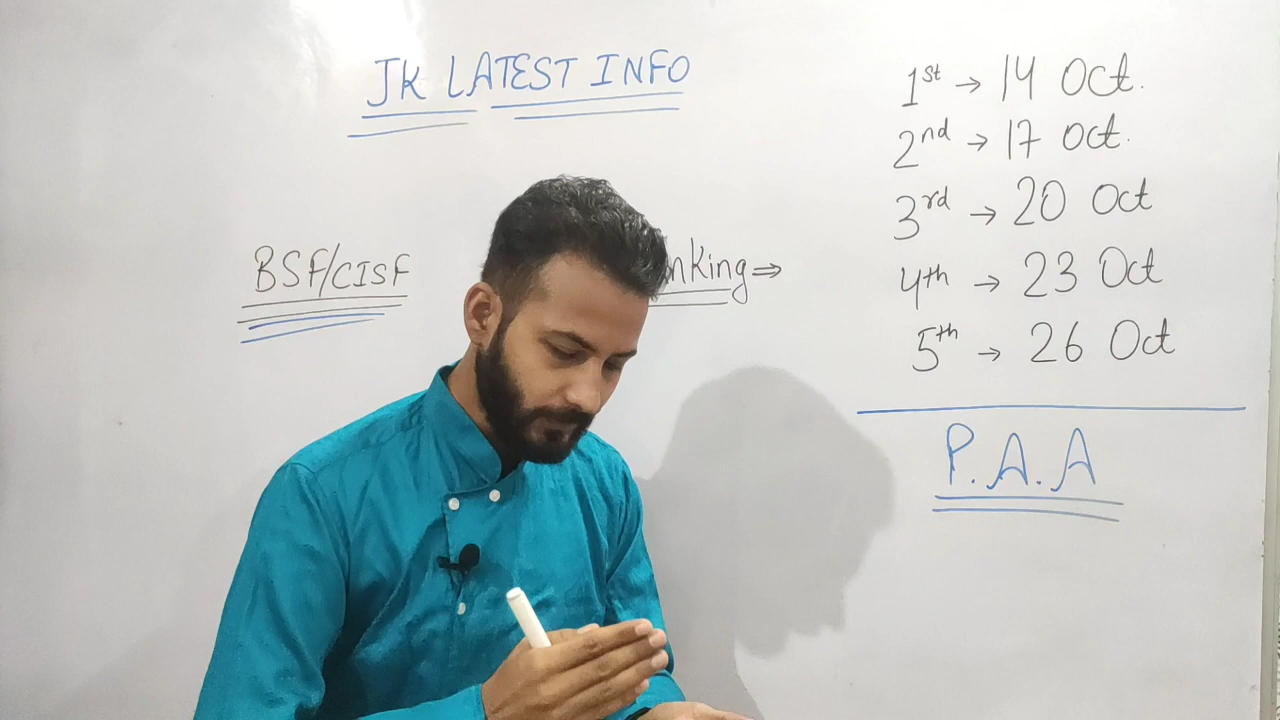 JK LATEST INFO
BSF/CISF
nKing⇒
1st → 14 Oct.
2nd → 17 Oct.
3rd → 20 Oct
4th → 23 Oct
5th → 26 Oct
P.A.A